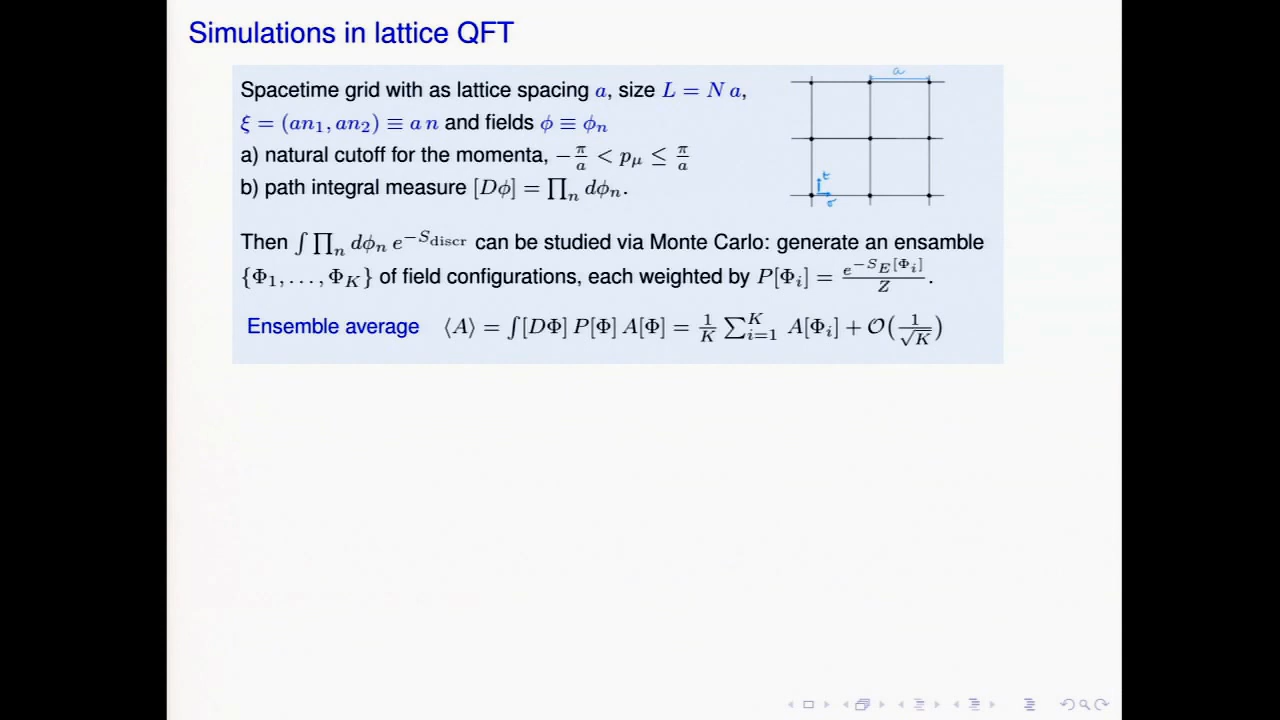 Simulations in lattice QFT
a
Spacetime grid with as lattice spacing a, size L = N a,
ξ = (an₁, an₂) ≡ a n and fields ϕ ≡ ϕₙ
a) natural cutoff for the momenta, −π/a < p_μ ≤ π/a
b) path integral measure [Dϕ] = ∏ₙ dϕₙ.
t
σ
Then ∫ ∏ₙ dϕₙ e^{−S_discr} can be studied via Monte Carlo: generate an ensamble
{Φ₁, . . . , Φ_K} of field configurations, each weighted by P[Φᵢ] = e^{−S_E[Φᵢ]}/Z .
Ensemble average ⟨A⟩ = ∫[DΦ] P[Φ] A[Φ] = 1/K ∑_{i=1}^{K} A[Φᵢ] + O(1/√K)